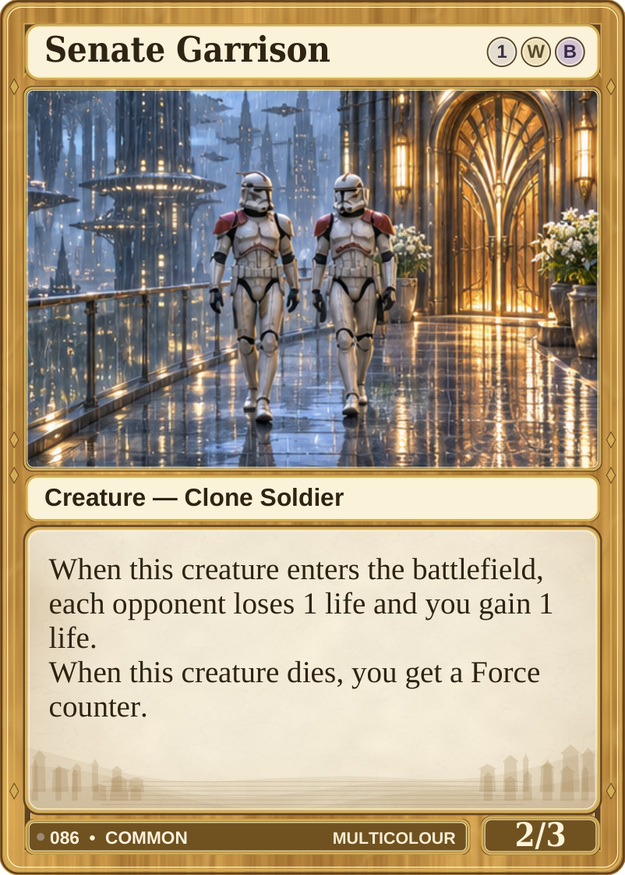 Senate Garrison 1 W B
Creature — Clone Soldier
When this creature enters the battlefield,
each opponent loses 1 life and you gain 1
life.
When this creature dies, you get a Force
counter.
086 • COMMON MULTICOLOUR 2/3